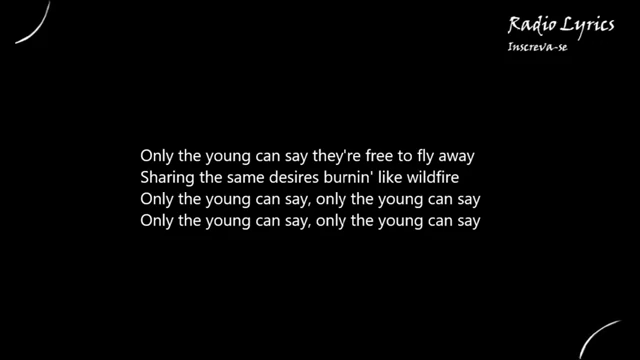 Radio Lyrics
Inscreva-se
Only the young can say they're free to fly away
Sharing the same desires burnin' like wildfire
Only the young can say, only the young can say
Only the young can say, only the young can say